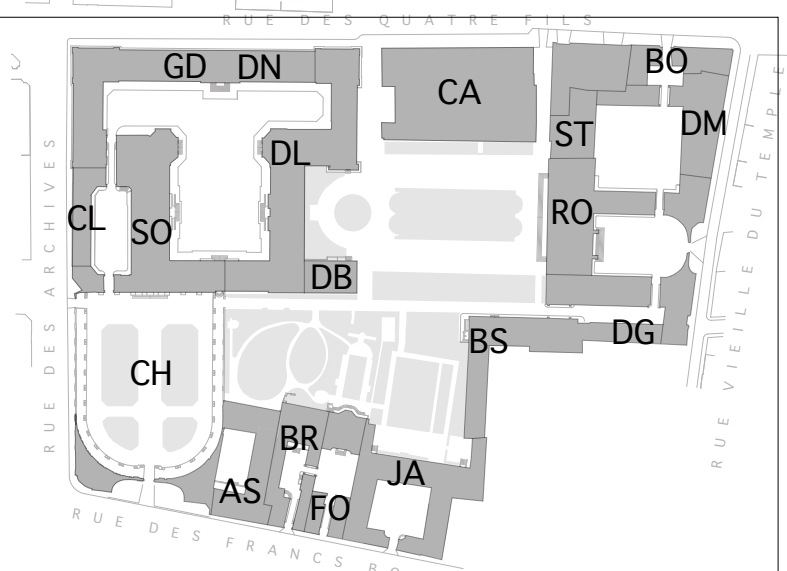 RUE DES QUATRE FILS
GD DN
CA
BO
ST
DM
DL
CL
SO
RO
DB
BS
DG
CH
BR
AS
FO
JA
RUE DES ARCHIVES
RUE VIEILLE DU TEMPLE
RUE DES FRANCS BO